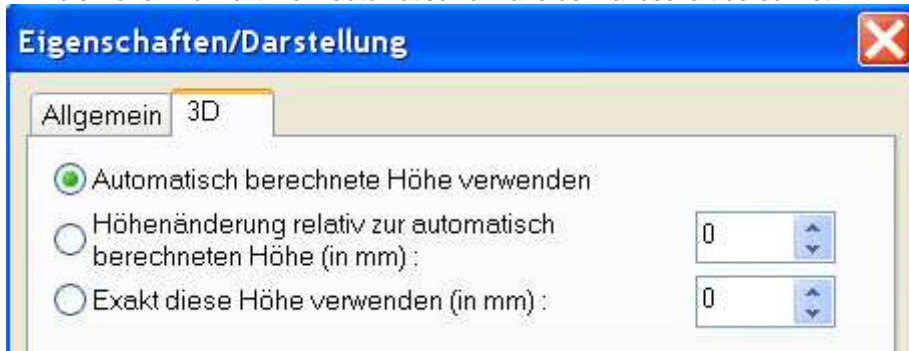 Eigenschaften/Darstellung
Allgemein 3D
Automatisch berechnete Höhe verwenden
Höhenänderung relativ zur automatisch
berechneten Höhe (in mm) : 0
Exakt diese Höhe verwenden (in mm) : 0